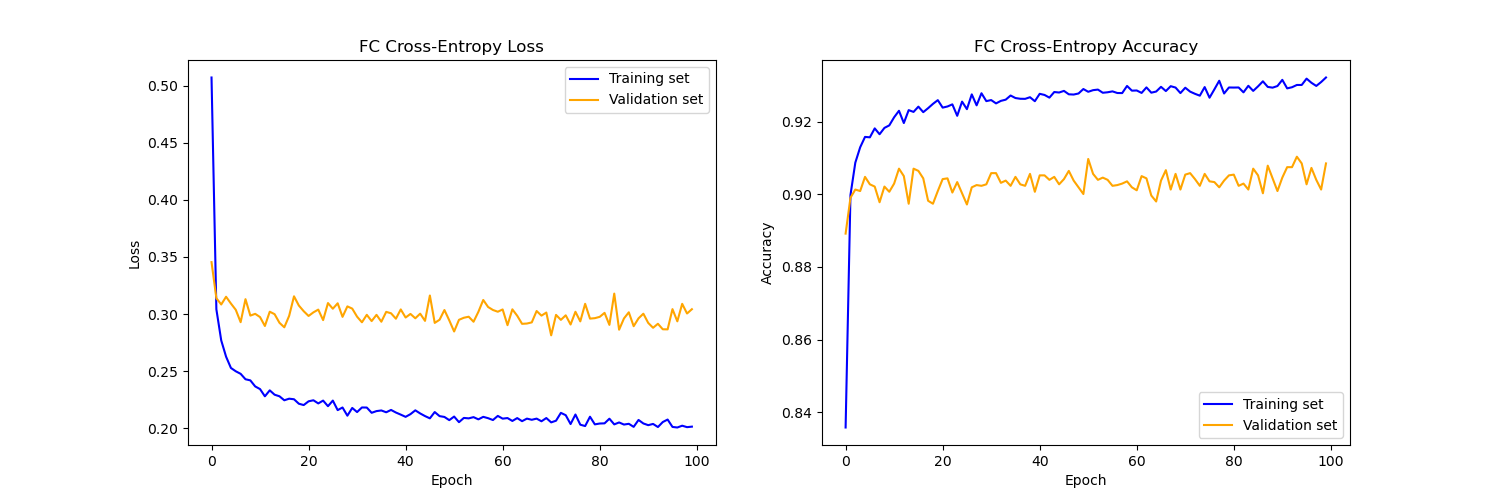 FC Cross-Entropy Loss
Loss
0.50
0.45
0.40
0.35
0.30
0.25
0.20
Training set
Validation set
0 20 40 60 80 100
Epoch
FC Cross-Entropy Accuracy
Accuracy
0.92
0.90
0.88
0.86
0.84
Training set
Validation set
0 20 40 60 80 100
Epoch